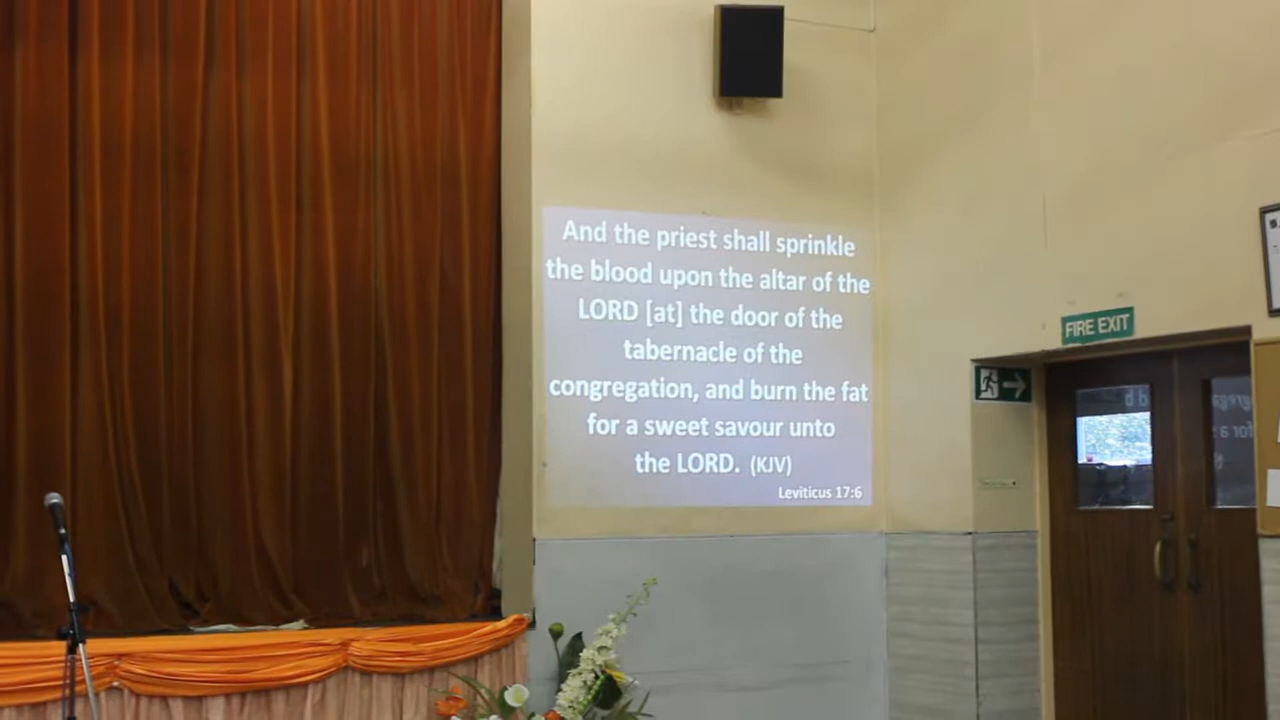 And the priest shall sprinkle
the blood upon the altar of the
LORD [at] the door of the
tabernacle of the
congregation, and burn the fat
for a sweet savour unto
the LORD. (KJV)
Leviticus 17:6
FIRE EXIT